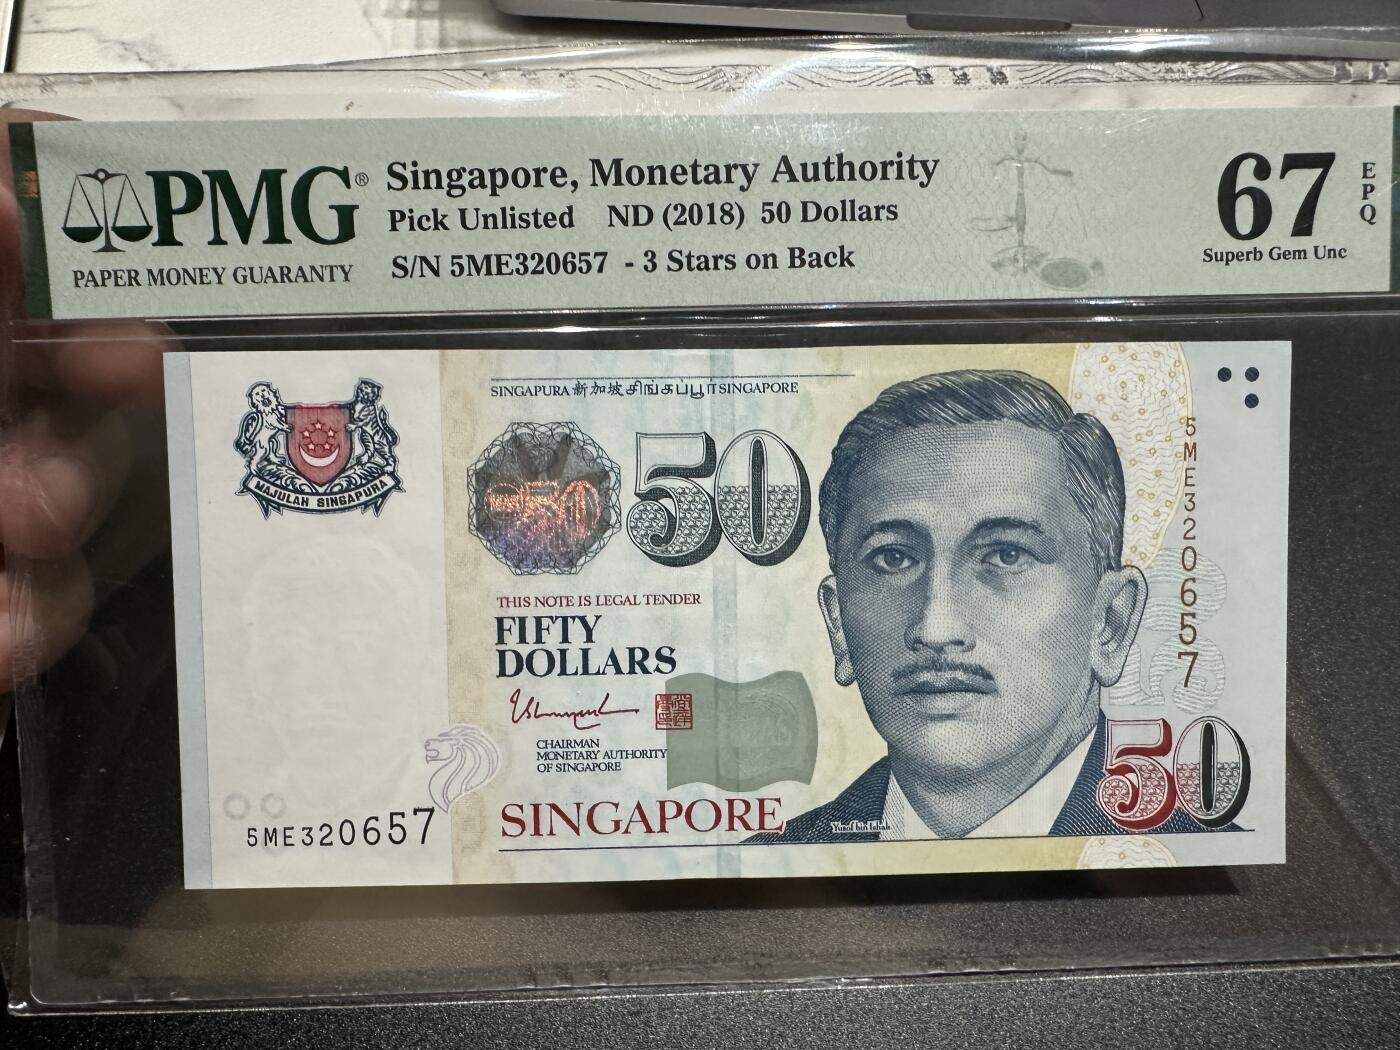 PMG®
PAPER MONEY GUARANTY
Singapore, Monetary Authority
Pick Unlisted ND (2018) 50 Dollars
S/N 5ME320657 - 3 Stars on Back
67
EPQ
Superb Gem Unc
SINGAPURA 新加坡 சிங்கப்பூர் SINGAPORE
MAJULAH SINGAPURA
50
50
THIS NOTE IS LEGAL TENDER
FIFTY
DOLLARS
CHAIRMAN
MONETARY AUTHORITY
OF SINGAPORE
SINGAPORE
5ME320657
Yusof bin Ishak
5ME320657
50